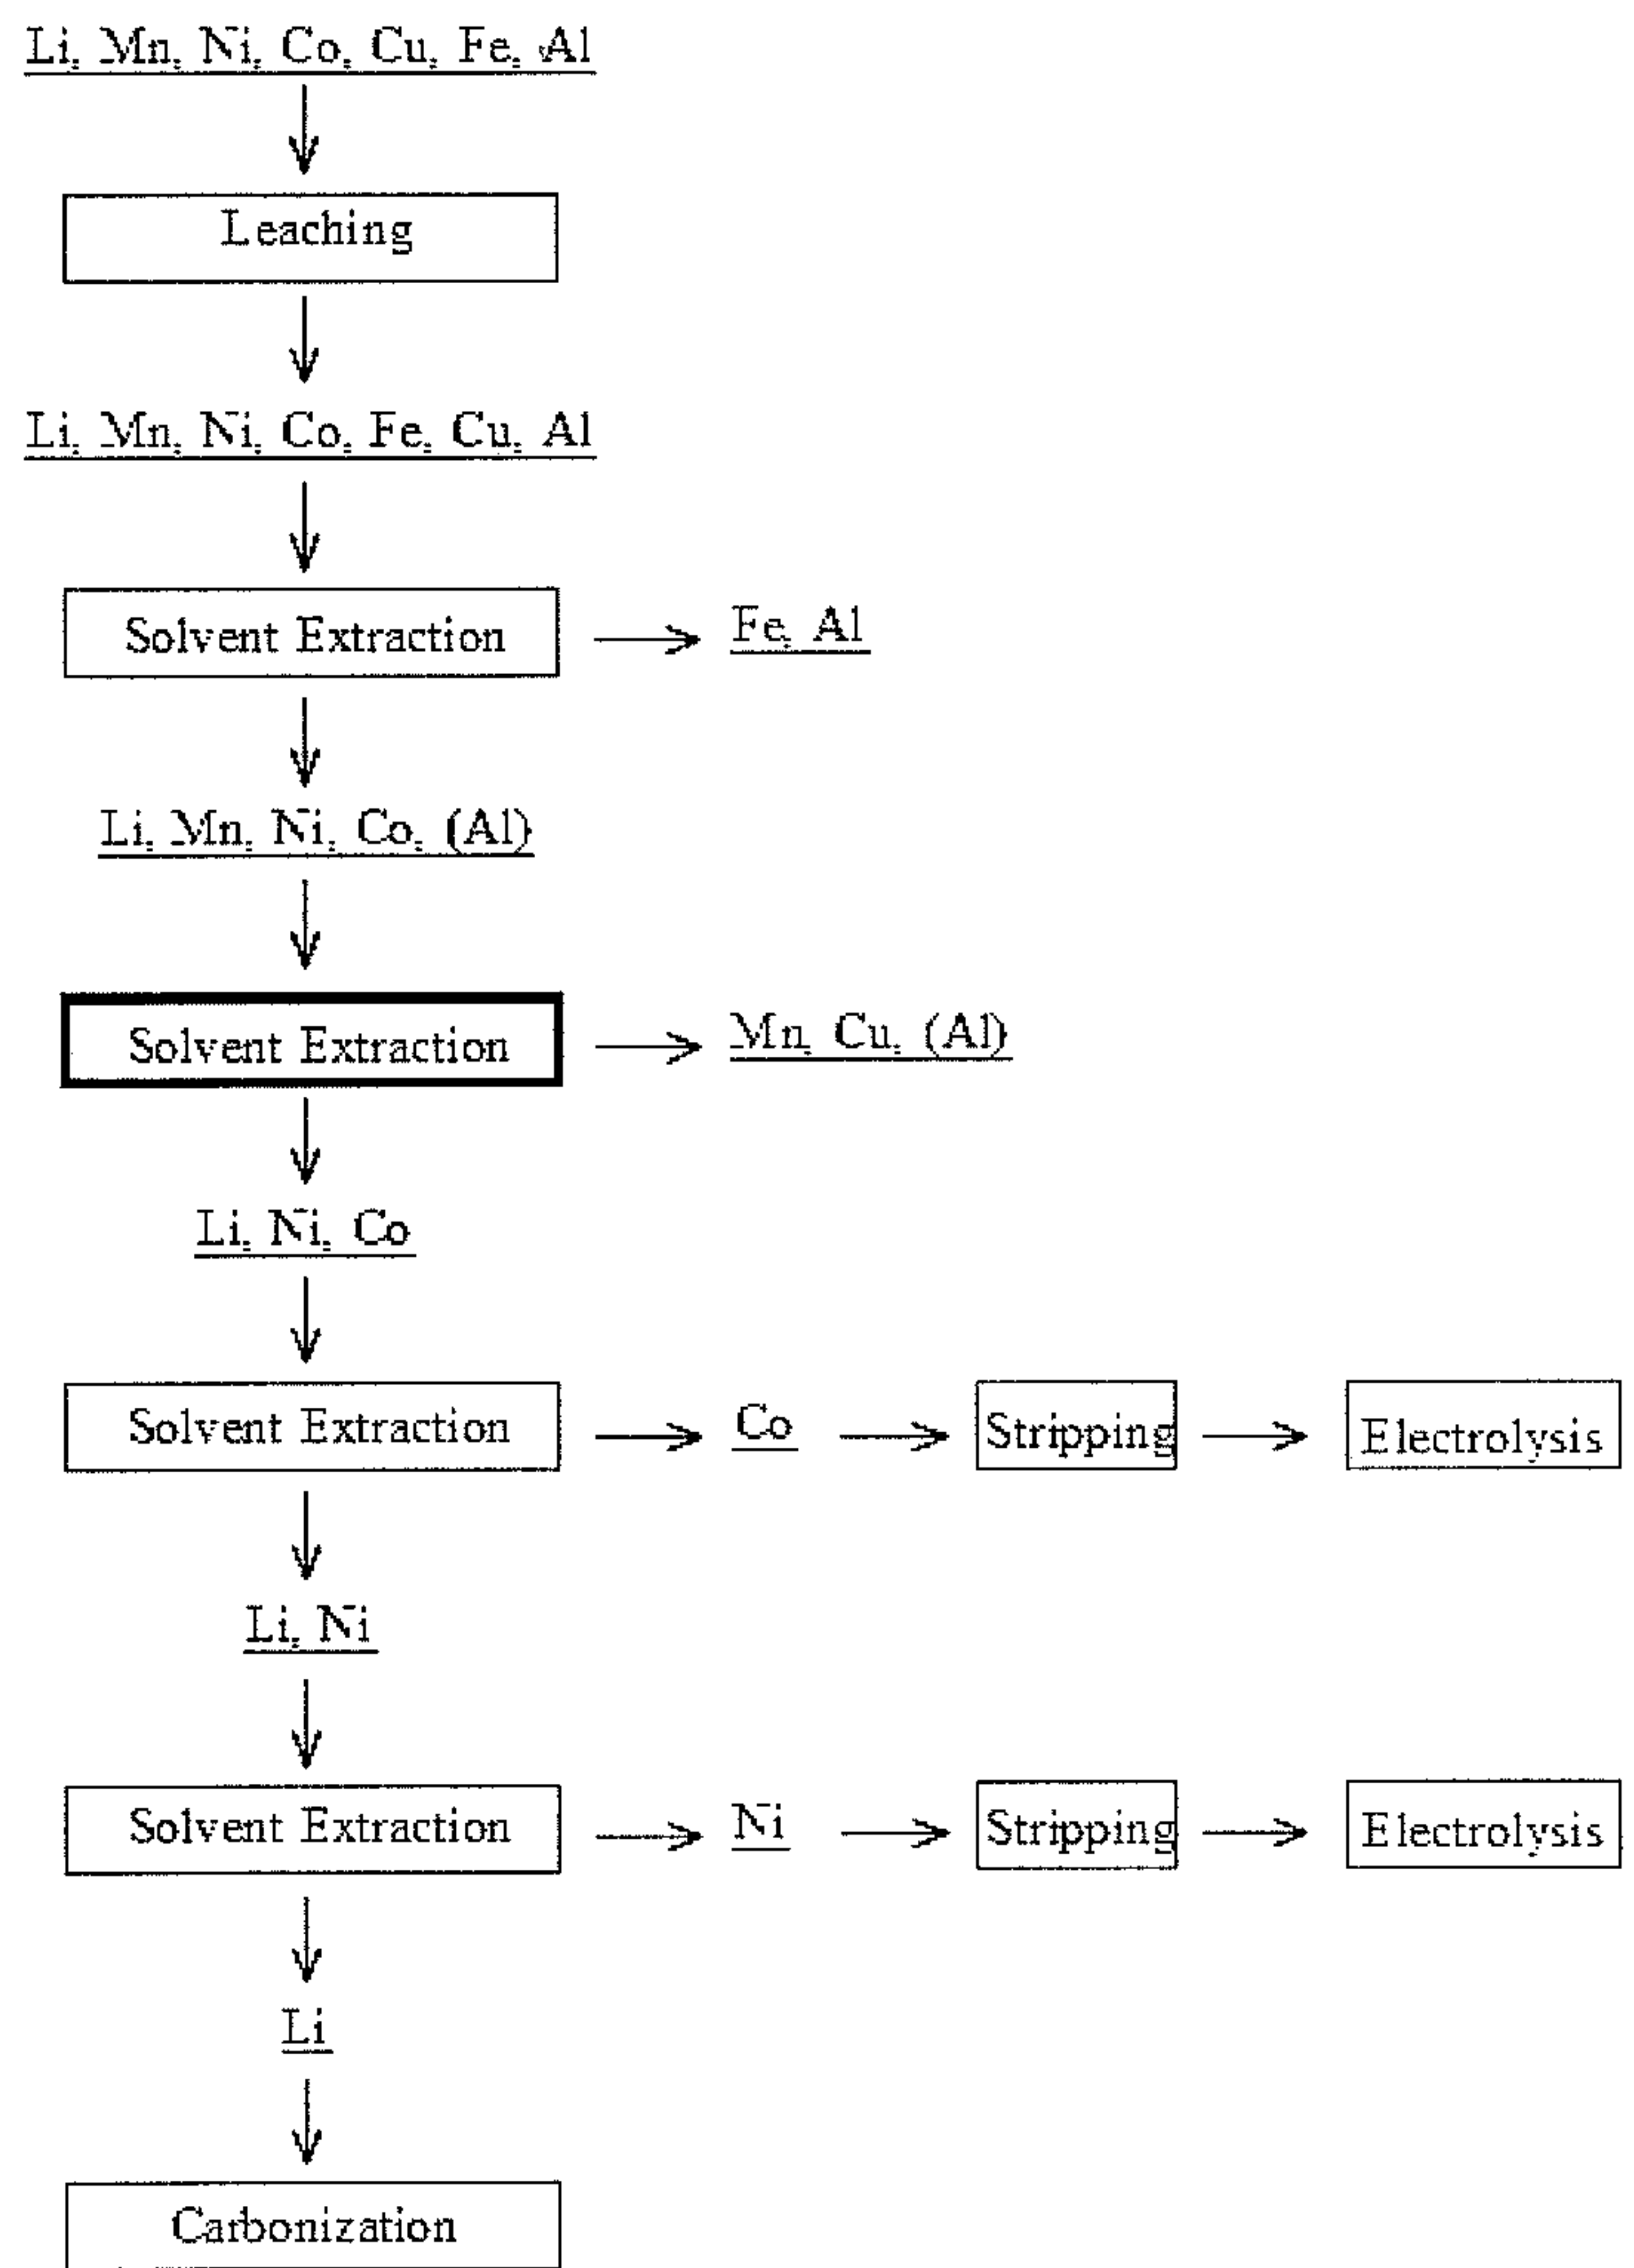 Li, Mn, Ni, Co, Cu, Fe, Al
Leaching
Li, Mn, Ni, Co, Fe, Cu, Al
Solvent Extraction
Fe, Al
Li, Mn, Ni, Co, (Al)
Solvent Extraction
Mn, Cu, (Al)
Li, Ni, Co
Solvent Extraction
Co
Stripping
Electrolysis
Li, Ni
Solvent Extraction
Ni
Stripping
Electrolysis
Li
Carbonization